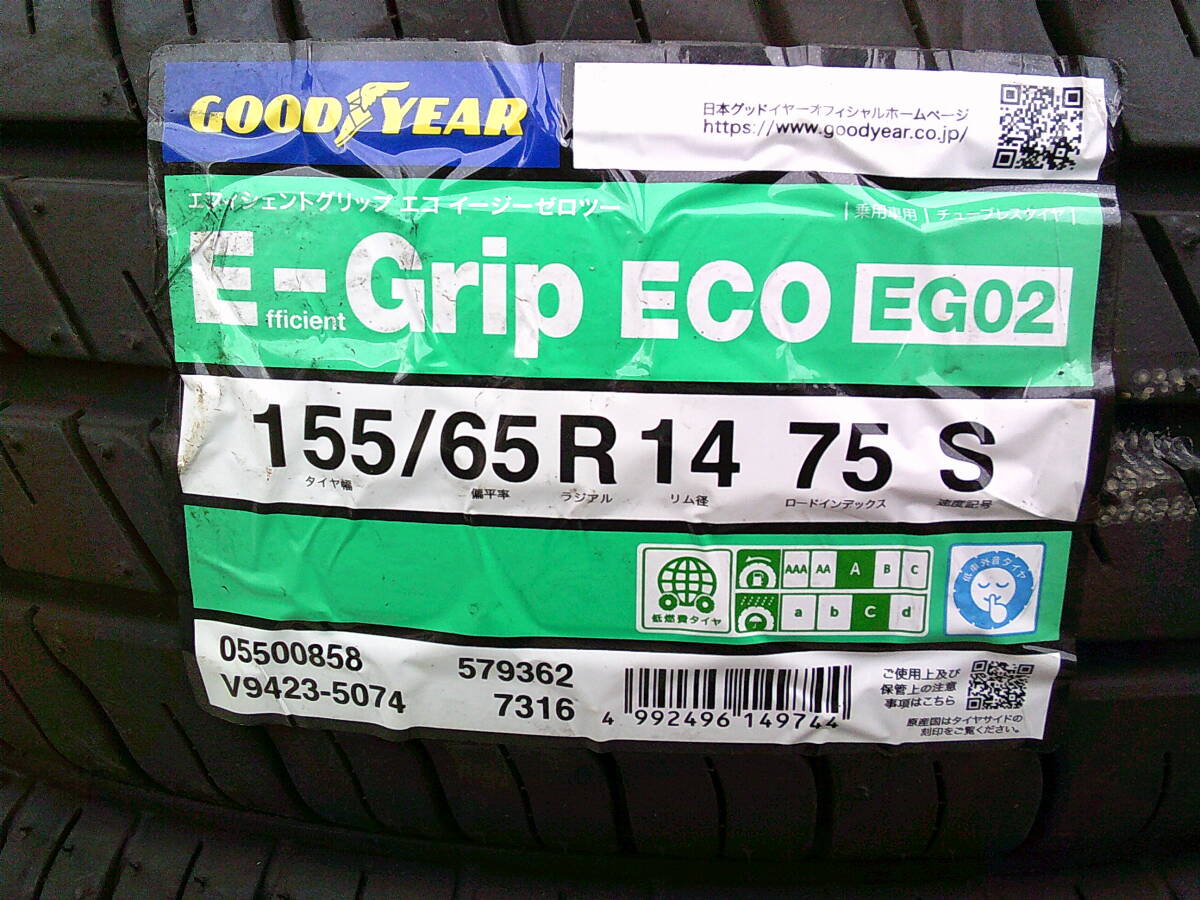 GOODYEAR
日本グッドイヤーオフィシャルホームページ
https://www.goodyear.co.jp/
エフィシェントグリップ エコ イージーゼロツー
乗用車用 | チューブレスタイヤ |
E-Grip ECO EG02
fficient
155/65 R 14 75 S
タイヤ幅 偏平率 ラジアル リム径 ロードインデックス 速度記号
低燃費タイヤ
AAA AA A B C
a b C d
低車外音タイヤ
05500858 579362
V9423-5074 7316
4 992496 149744
ご使用上及び
保管上の注意
事項はこちら
原産国はタイヤサイドの
刻印をご覧ください。